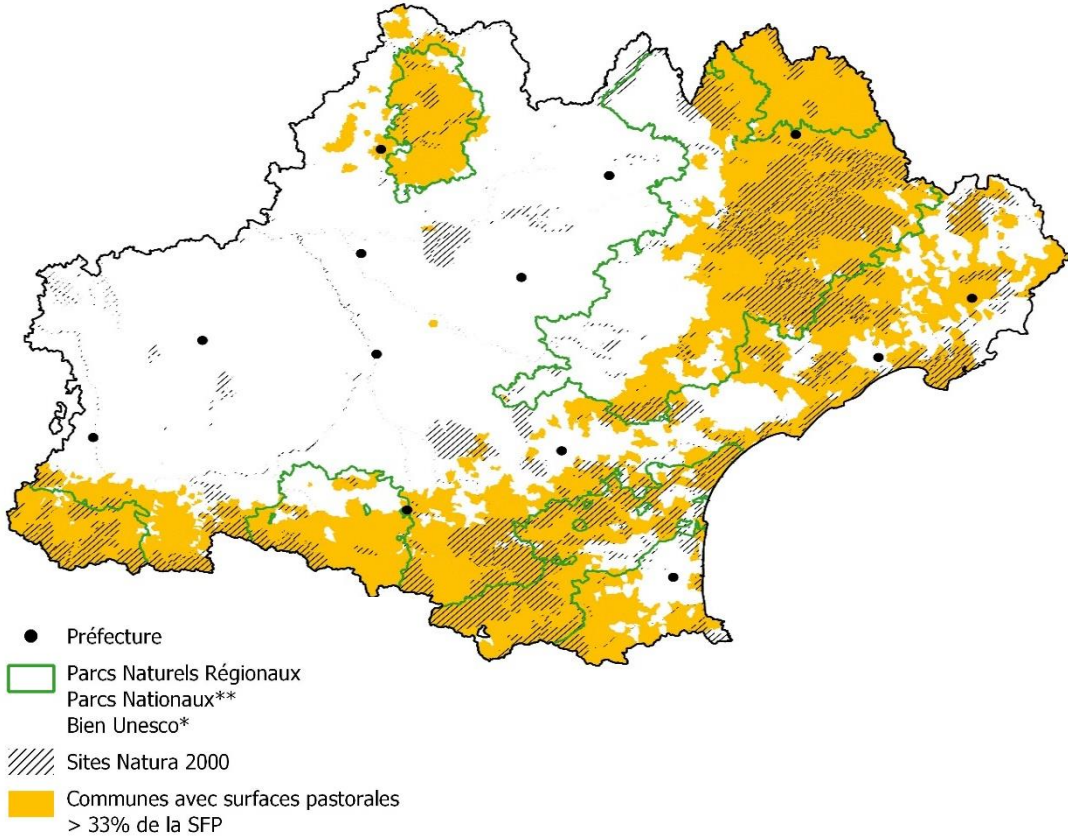 Préfecture
Parcs Naturels Régionaux
Parcs Nationaux**
Bien Unesco*
Sites Natura 2000
Communes avec surfaces pastorales
> 33% de la SFP